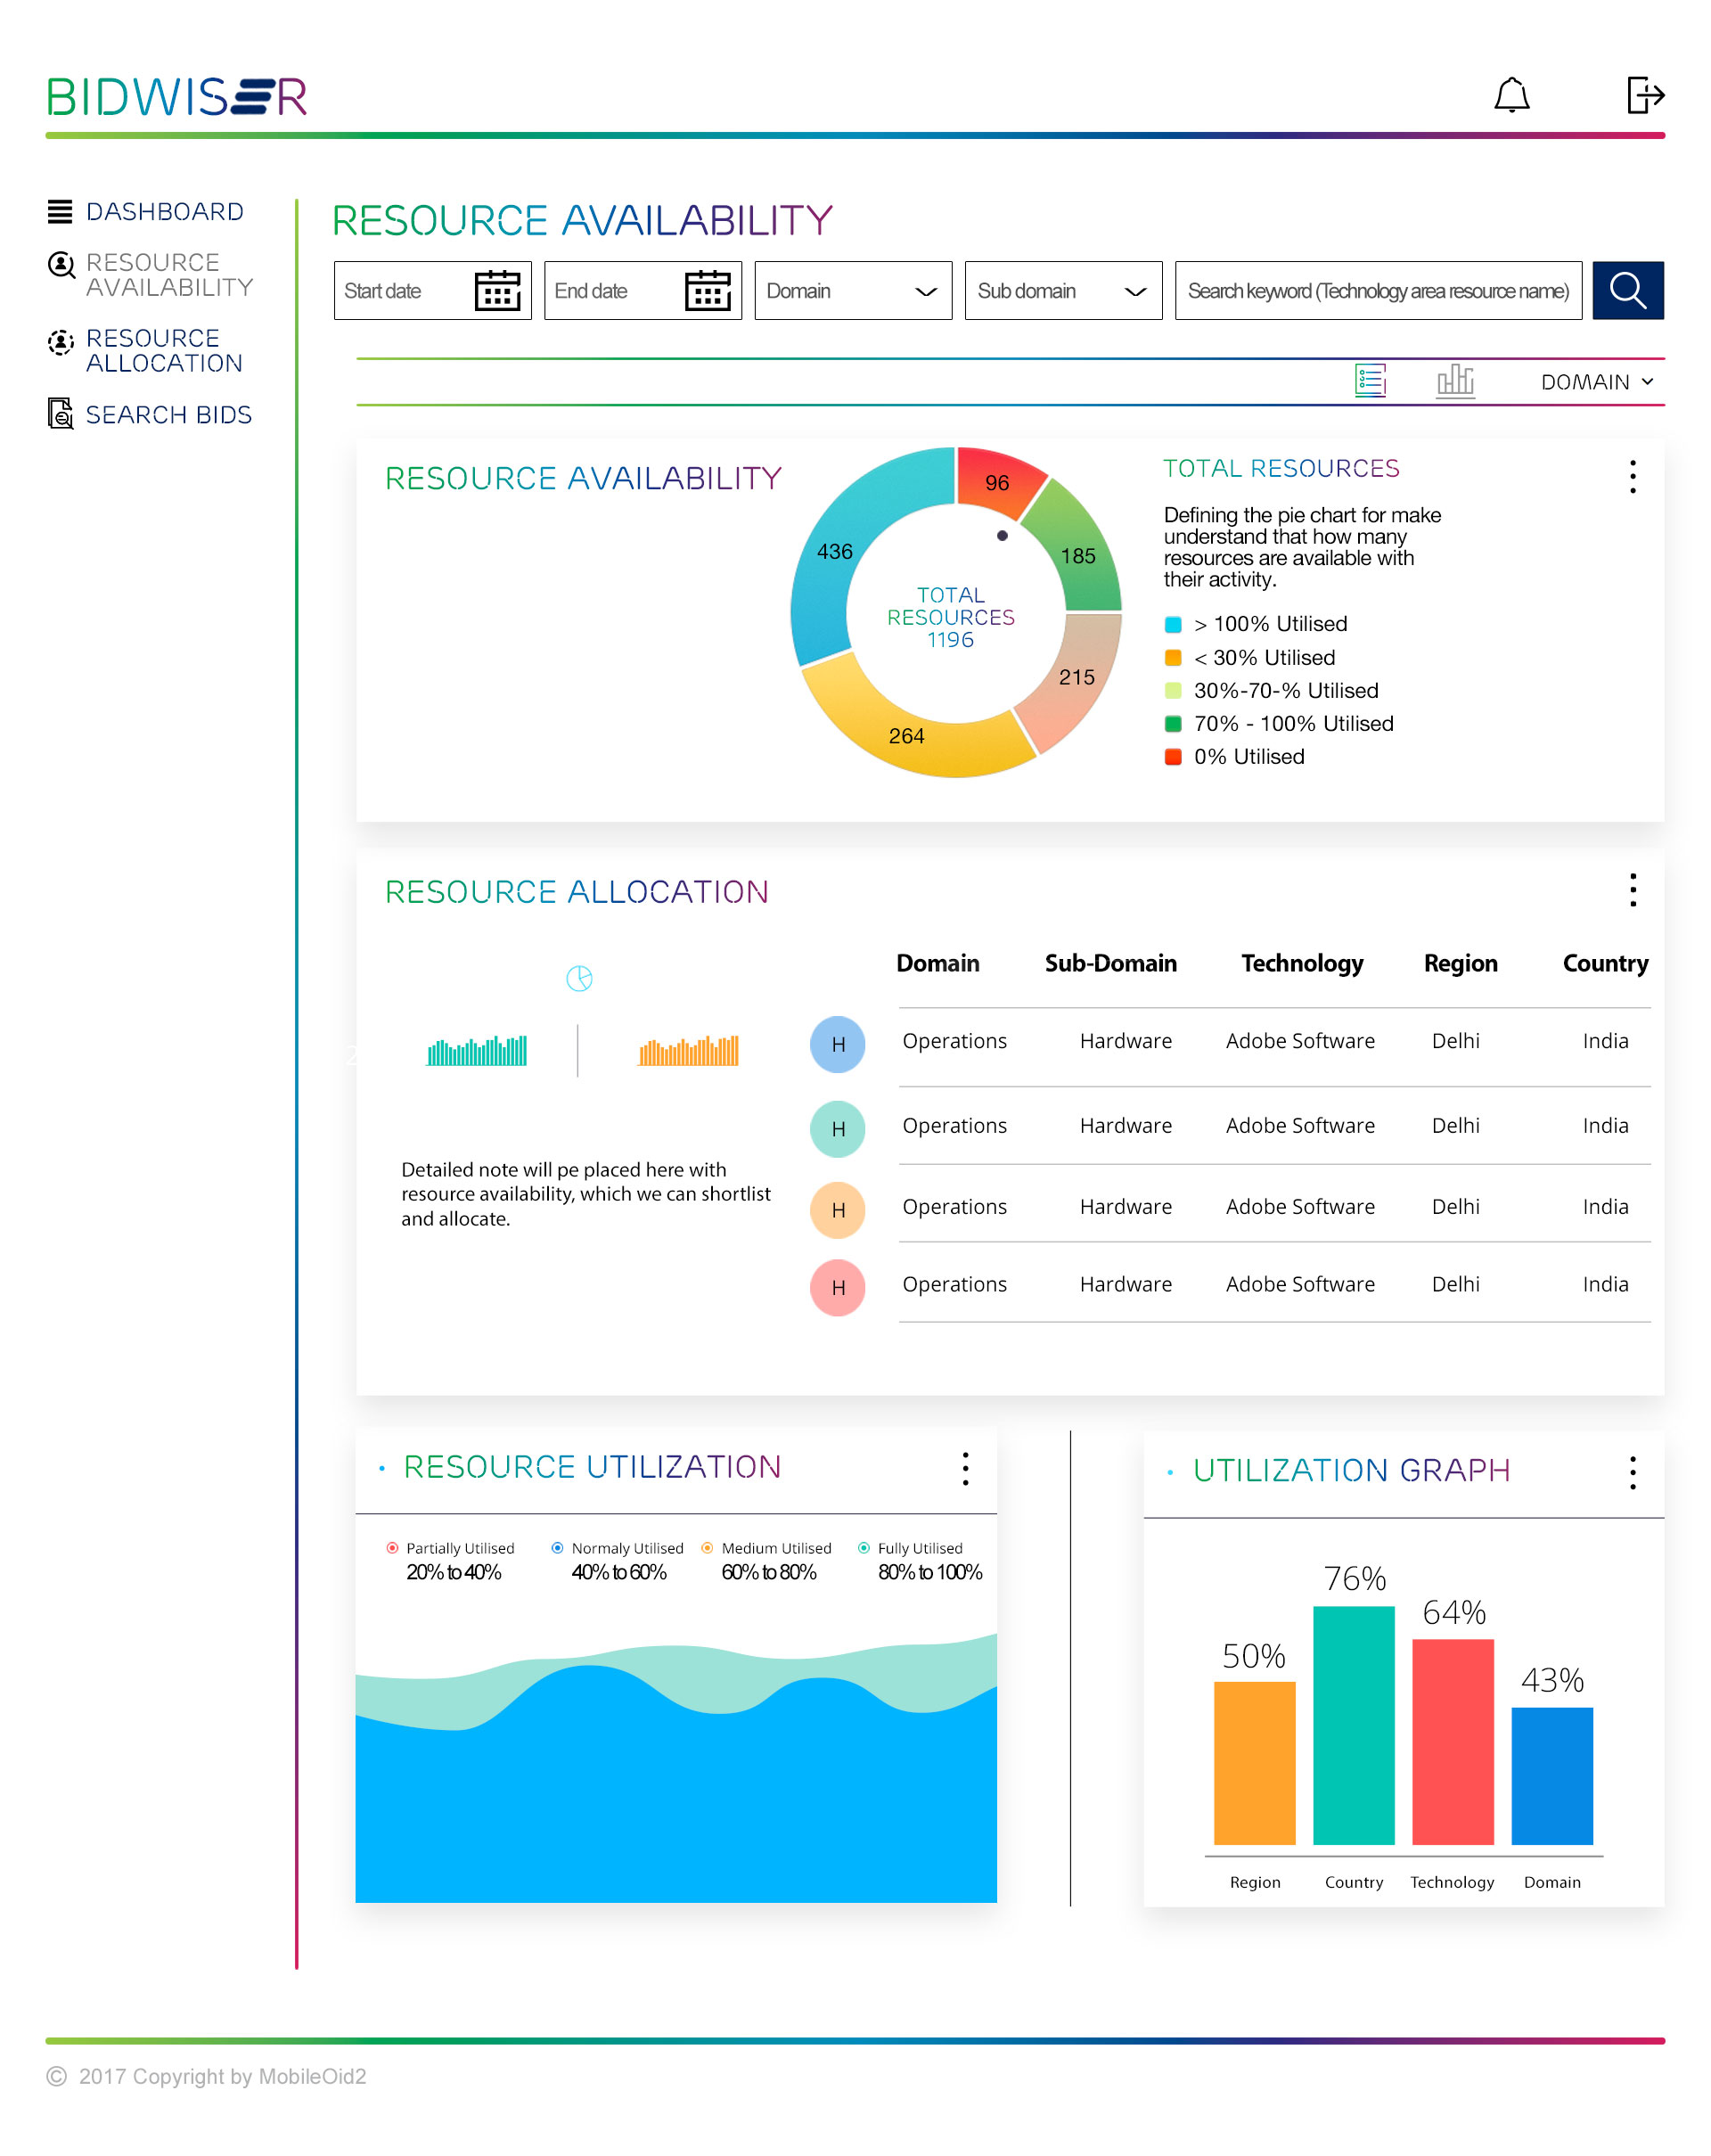 BIDWISER
DASHBOARD
RESOURCE
AVAILABILITY
RESOURCE
ALLOCATION
SEARCH BIDS
RESOURCE AVAILABILITY
Start date
End date
Domain
Sub domain
Search keyword (Technology area resource name)
DOMAIN
RESOURCE AVAILABILITY
96
185
215
264
436
TOTAL
RESOURCES
1196
TOTAL RESOURCES
Defining the pie chart for make
understand that how many
resources are available with
their activity.
> 100% Utilised
< 30% Utilised
30%-70-% Utilised
70% - 100% Utilised
0% Utilised
RESOURCE ALLOCATION
Detailed note will pe placed here with
resource availability, which we can shortlist
and allocate.
Domain Sub-Domain Technology Region Country
H Operations Hardware Adobe Software Delhi India
H Operations Hardware Adobe Software Delhi India
H Operations Hardware Adobe Software Delhi India
H Operations Hardware Adobe Software Delhi India
RESOURCE UTILIZATION
Partially Utilised Normaly Utilised Medium Utilised Fully Utilised
20% to 40% 40% to 60% 60% to 80% 80% to 100%
UTILIZATION GRAPH
50%
76%
64%
43%
Region Country Technology Domain
© 2017 Copyright by MobileOid2